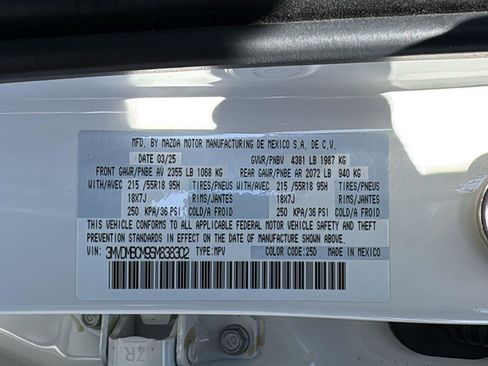 MFD. BY MAZDA MOTOR MANUFACTURING DE MEXICO S.A. DE C.V.
DATE 03/25 GVWR/PNBV 4381 LB 1987 KG
FRONT GAWR/PNBE AV 2355 LB 1068 KG REAR GAWR/PNBE AR 2072 LB 940 KG
WITH/AVEC 215 /55R18 95H TIRES/PNEUS WITH/AVEC 215 /55R18 95H TIRES/PNEUS
18X7J RIMS/JANTES 18X7J RIMS/JANTES
250 KPA/36 PSI COLD/A FROID 250 KPA/36 PSI COLD/A FROID
THIS VEHICLE CONFORMS TO ALL APPLICABLE FEDERAL MOTOR VEHICLE SAFETY AND THEFT
PREVENTION STANDARDS IN EFFECT ON THE DATE OF MANUFACTURE SHOWN ABOVE.
VIN: 3MVDMBCM9SM838302 TYPE:MPV COLOR CODE:25D MADE IN MEXICO